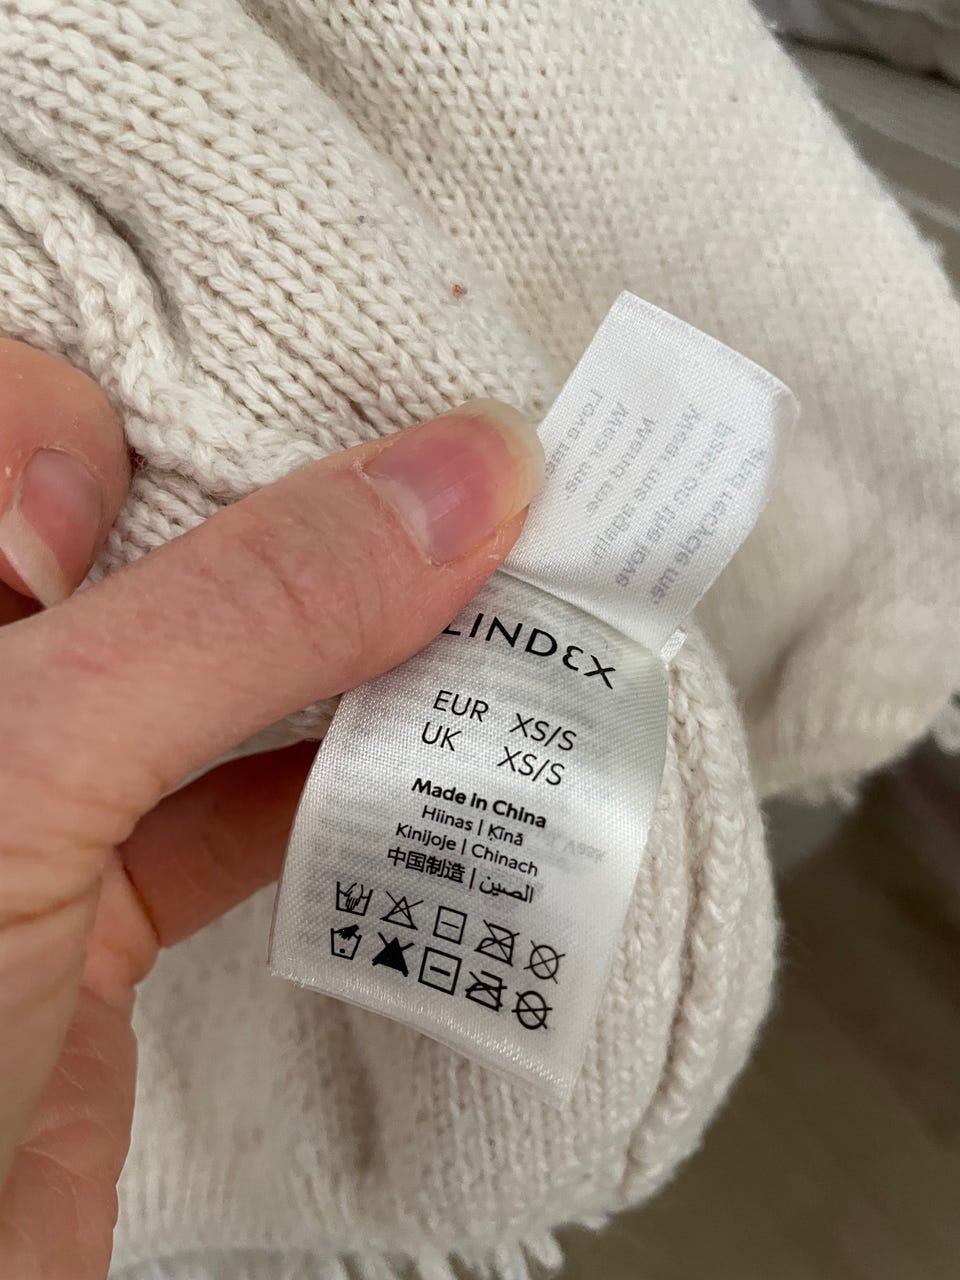 Love me.
Wear me.
Mend me
Wear me again
Pass on the love
and recycle me.
LINDEX
EUR XS/S
UK XS/S
Made in China
Hiinas | Ķīnā
Kinijoje | Chinach
中国制造 | الصين